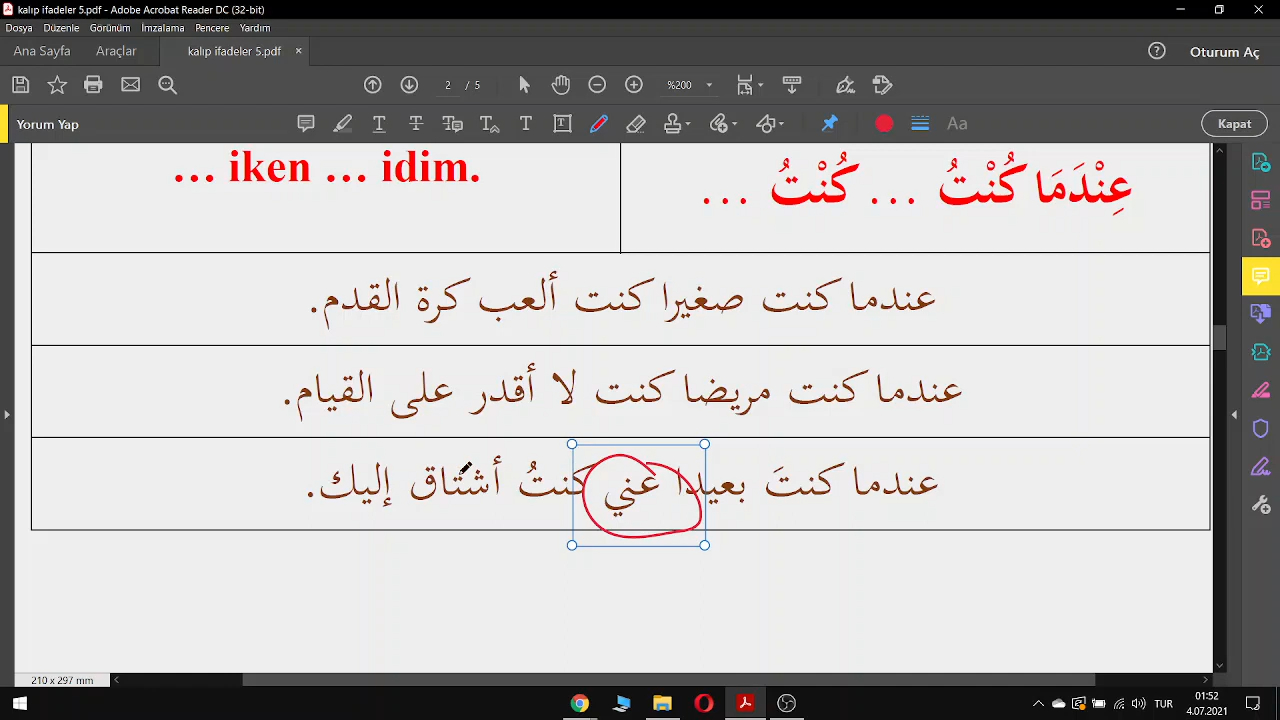 kalıp ifadeler 5.pdf - Adobe Acrobat Reader DC (32-bit)
Dosya Düzenle Görünüm İmzalama Pencere Yardım
Ana Sayfa Araçlar kalıp ifadeler 5.pdf × Oturum Aç
2 / 5 %200
Yorum Yap Aa Kapat
... iken ... idim.
عِنْدَمَا كُنْتُ ... كُنْتُ ...
عندما كنت صغيرا كنت ألعب كرة القدم.
عندما كنت مريضا كنت لا أقدر على القيام.
عندما كنتَ بعيدا عني كنتُ أشتاق إليك.
210 x 297 mm
TUR 01:52
4.07.2021